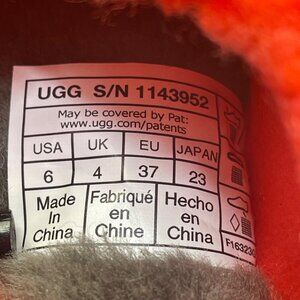 UGG S/N 1143952
May be covered by Pat:
www.ugg.com/patents
USA UK EU JAPAN
6 4 37 23
Made Fabriqué Hecho
In en en
China Chine China